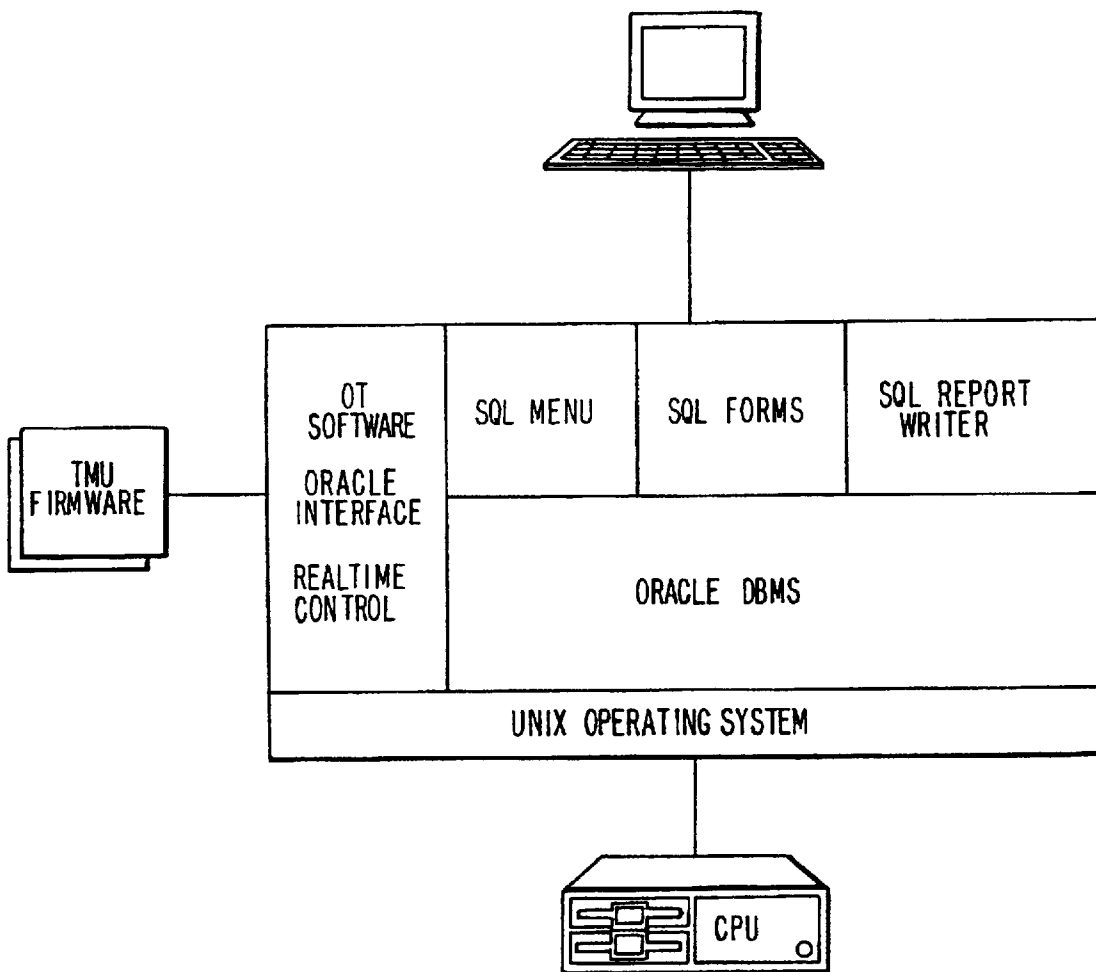 OT
SOFTWARE
ORACLE
INTERFACE
REALTIME
CONTROL
SQL MENU
SQL FORMS
SQL REPORT
WRITER
TMU
FIRMWARE
ORACLE DBMS
UNIX OPERATING SYSTEM
CPU